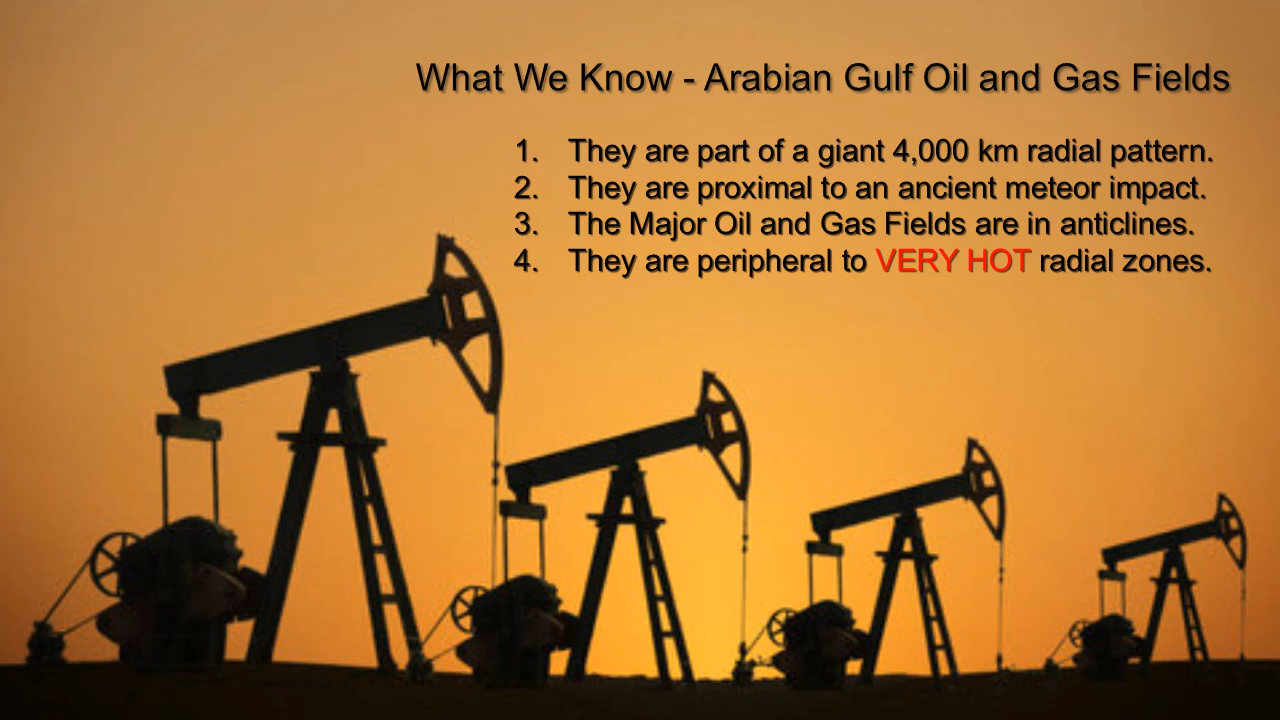 What We Know - Arabian Gulf Oil and Gas Fields
1. They are part of a giant 4,000 km radial pattern.
2. They are proximal to an ancient meteor impact.
3. The Major Oil and Gas Fields are in anticlines.
4. They are peripheral to VERY HOT radial zones.